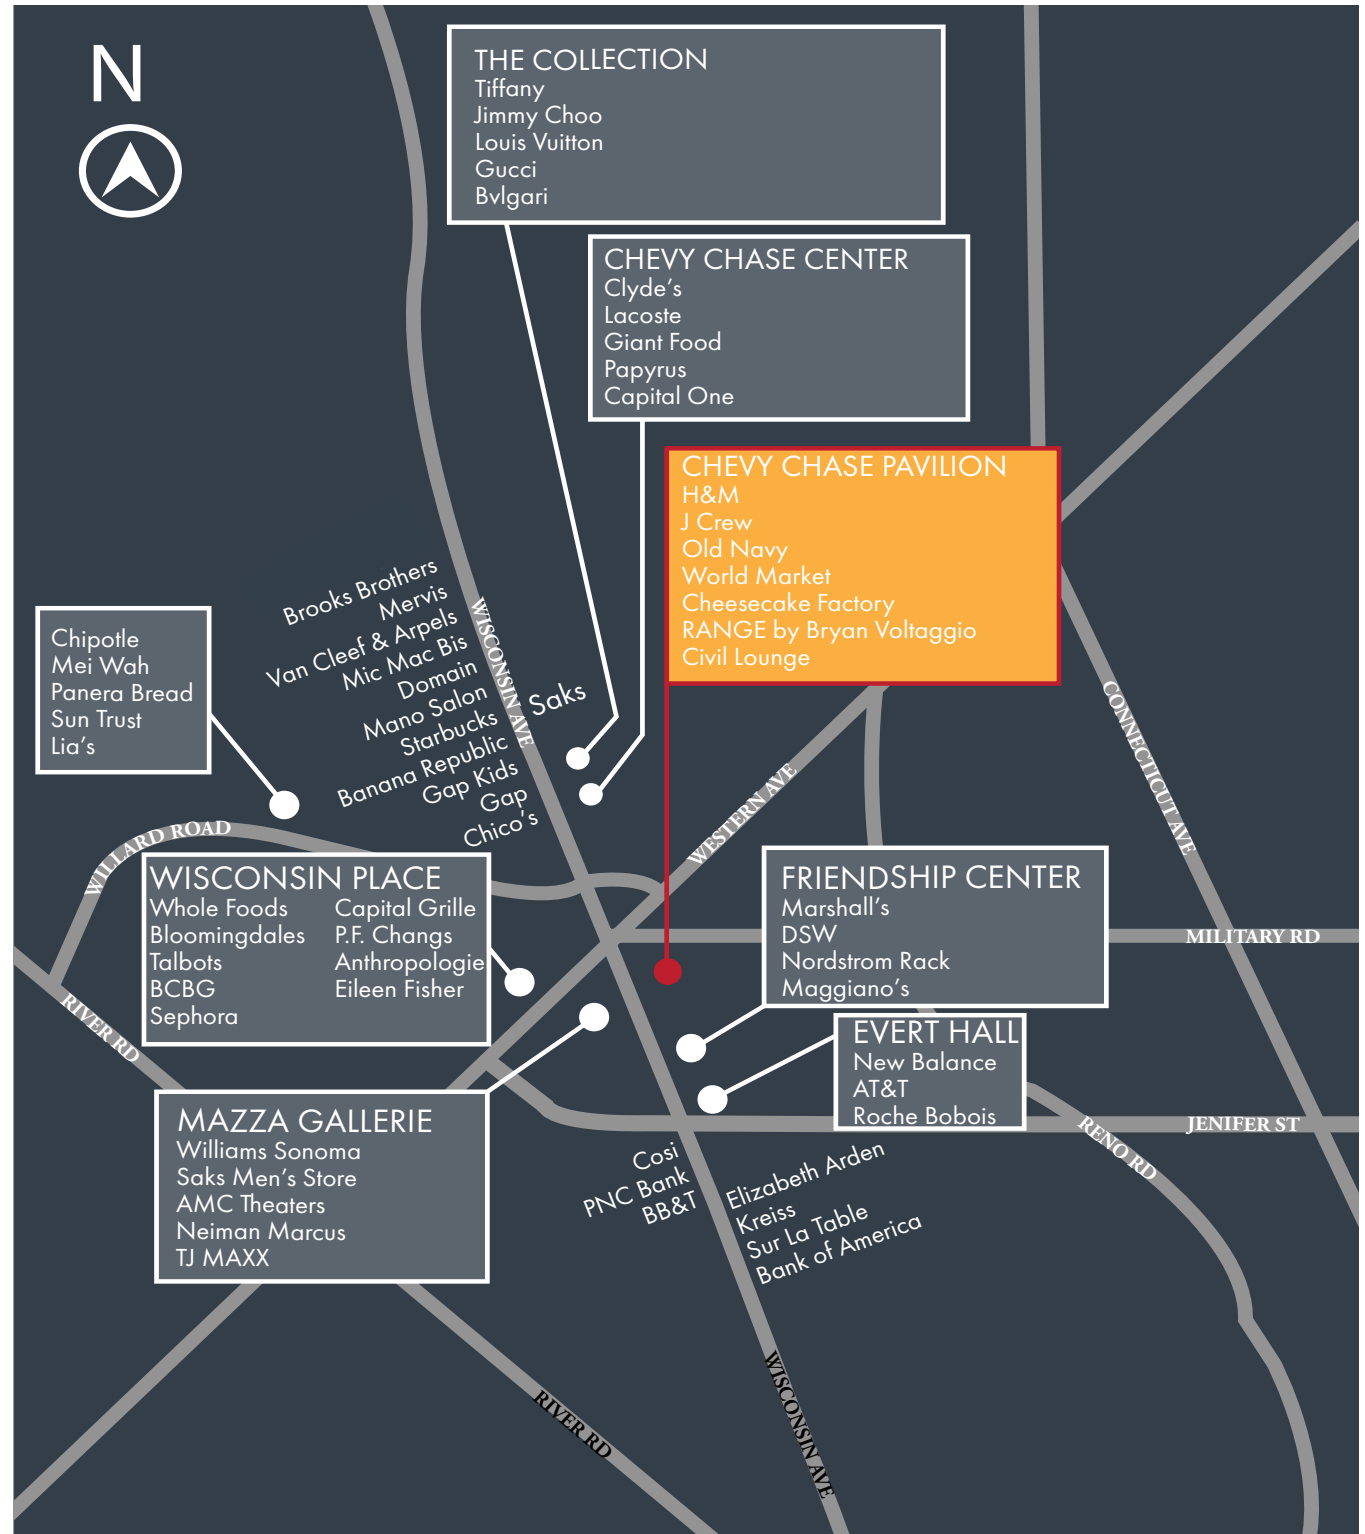 N
THE COLLECTION
Tiffany
Jimmy Choo
Louis Vuitton
Gucci
Bvlgari
CHEVY CHASE CENTER
Clyde's
Lacoste
Giant Food
Papyrus
Capital One
CHEVY CHASE PAVILION
H&M
J Crew
Old Navy
World Market
Cheesecake Factory
RANGE by Bryan Voltaggio
Civil Lounge
Brooks Brothers
Mervis
Van Cleef & Arpels
Mic Mac Bis
Domain
Mano Salon
Starbucks
Banana Republic
Gap Kids
Gap
Chico's
WISCONSIN AVE
Saks
Chipotle
Mei Wah
Panera Bread
Sun Trust
Lia's
CONNECTICUT AVE
WESTERN AVE
WILLARD ROAD
WISCONSIN PLACE
Whole Foods
Bloomingdales
Talbots
BCBG
Sephora
Capital Grille
P.F. Changs
Anthropologie
Eileen Fisher
FRIENDSHIP CENTER
Marshall's
DSW
Nordstrom Rack
Maggiano's
MILITARY RD
RIVER RD
EVERT HALL
New Balance
AT&T
Roche Bobois
JENIFER ST
RENO RD
MAZZA GALLERIE
Williams Sonoma
Saks Men's Store
AMC Theaters
Neiman Marcus
TJ MAXX
Cosi
PNC Bank
BB&T
Elizabeth Arden
Kreiss
Sur La Table
Bank of America
RIVER RD
WISCONSIN AVE